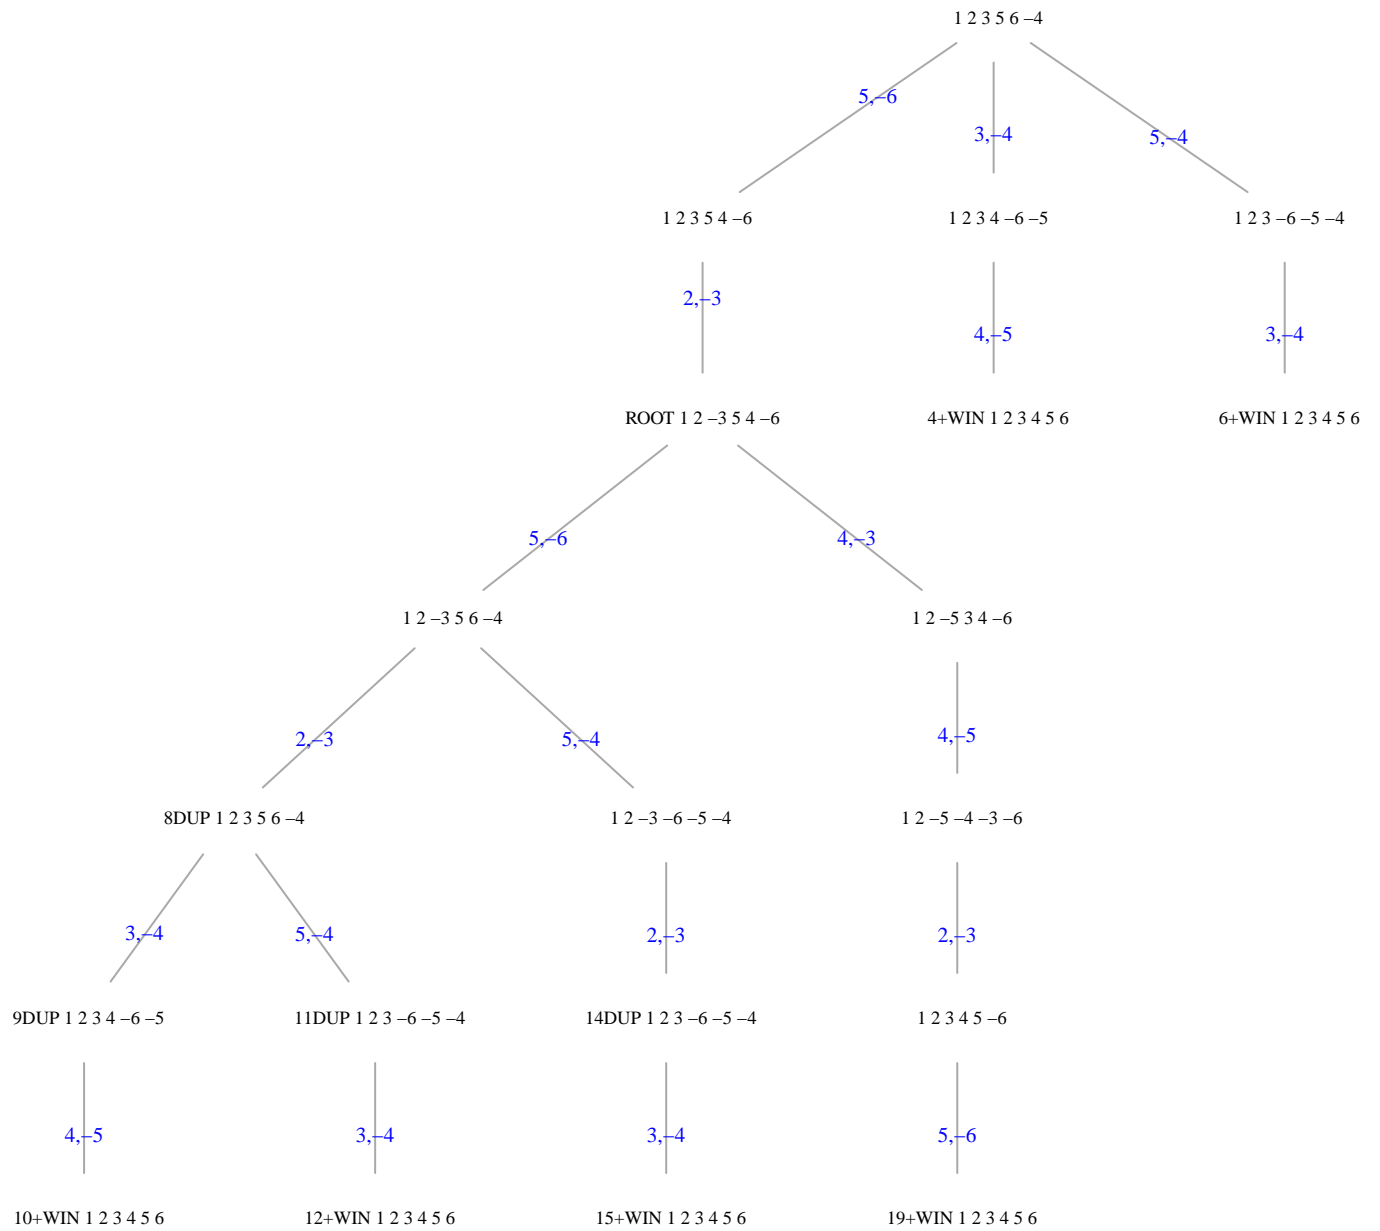 1 2 3 5 6 –4
5,–6
3,–4
5,–4
1 2 3 5 4 –6
1 2 3 4 –6 –5
1 2 3 –6 –5 –4
2,–3
4,–5
3,–4
ROOT 1 2 –3 5 4 –6
4+WIN 1 2 3 4 5 6
6+WIN 1 2 3 4 5 6
5,–6
4,–3
1 2 –3 5 6 –4
1 2 –5 3 4 –6
2,–3
5,–4
4,–5
8DUP 1 2 3 5 6 –4
1 2 –3 –6 –5 –4
1 2 –5 –4 –3 –6
3,–4
5,–4
2,–3
2,–3
9DUP 1 2 3 4 –6 –5
11DUP 1 2 3 –6 –5 –4
14DUP 1 2 3 –6 –5 –4
1 2 3 4 5 –6
4,–5
3,–4
3,–4
5,–6
10+WIN 1 2 3 4 5 6
12+WIN 1 2 3 4 5 6
15+WIN 1 2 3 4 5 6
19+WIN 1 2 3 4 5 6